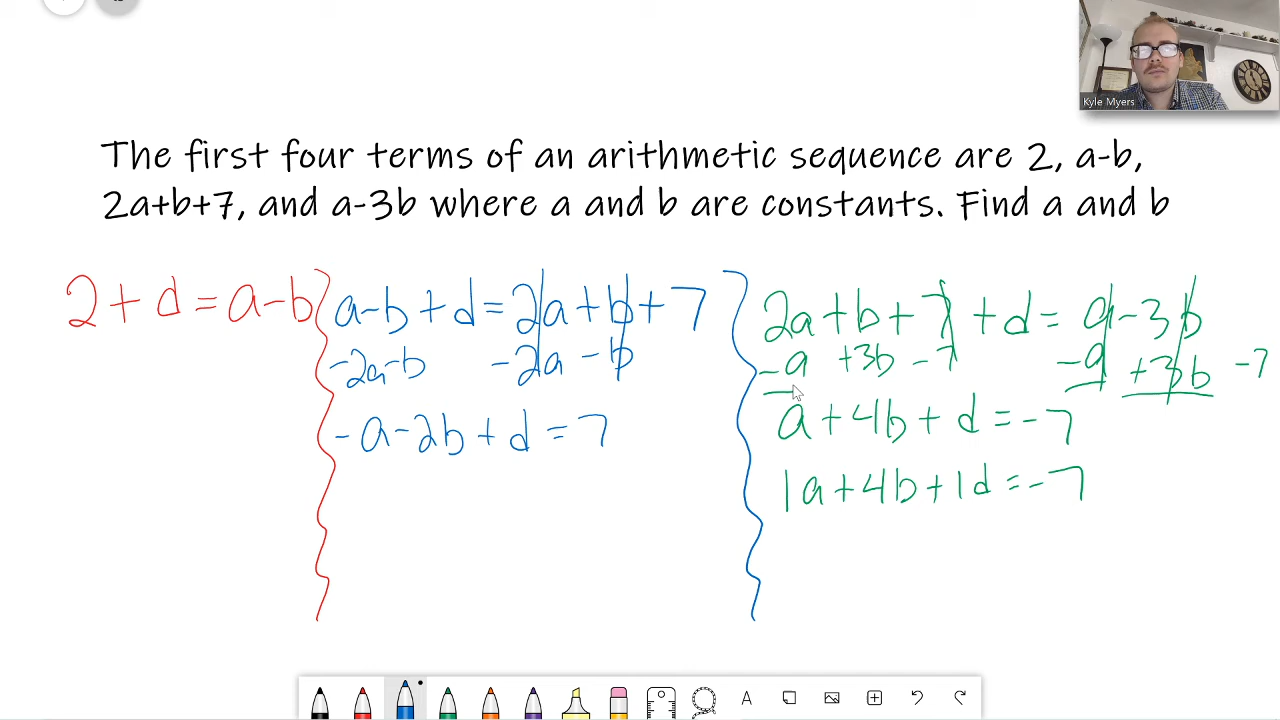 Kyle Myers
The first four terms of an arithmetic sequence are 2, a-b,
2a+b+7, and a-3b where a and b are constants. Find a and b
2+d=a-b
a-b+d=2a+b+7
-2a-b -2a-b
-a-2b+d=7
2a+b+7+d=a-3b
-a +3b -7 -a +3b -7
a+4b+d=-7
1a+4b+1d=-7
A